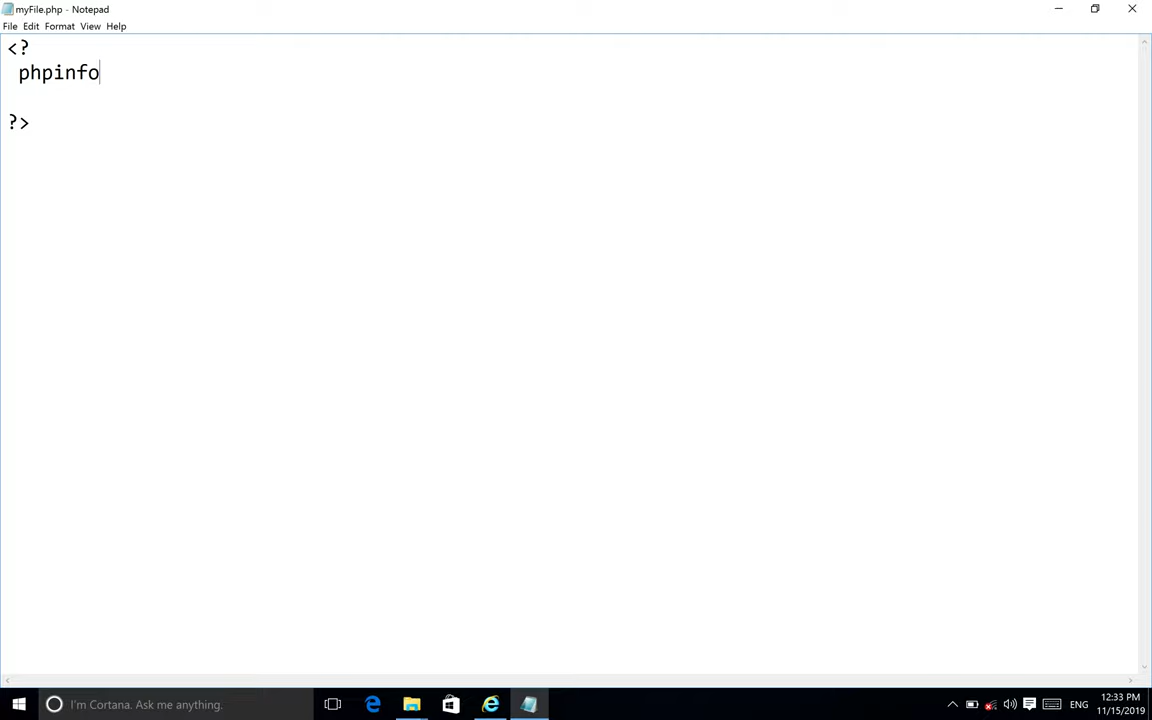 myFile.php - Notepad
File Edit Format View Help
<?
 phpinfo
?>
I'm Cortana. Ask me anything.
ENG
12:33 PM
11/15/2019